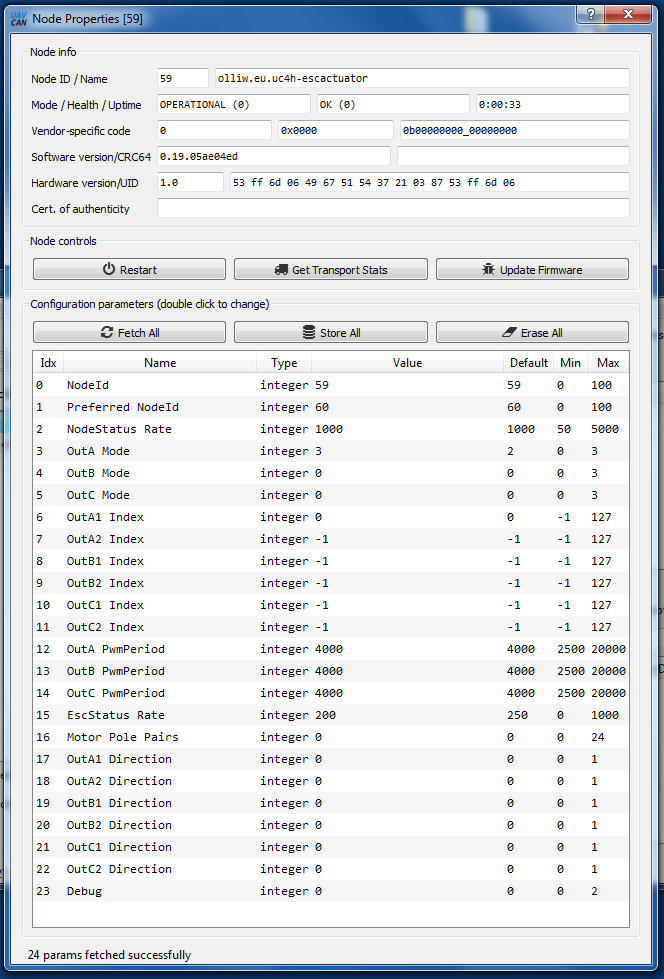 UAV CAN Node Properties [59] ?
Node info
Node ID / Name 59 olliw.eu.uc4h-escactuator
Mode / Health / Uptime OPERATIONAL (0) OK (0) 0:00:33
Vendor-specific code 0 0x0000 0b00000000_00000000
Software version/CRC64 0.19.05ae04ed
Hardware version/UID 1.0 53 ff 6d 06 49 67 51 54 37 21 03 87 53 ff 6d 06
Cert. of authenticity
Node controls
Restart Get Transport Stats Update Firmware
Configuration parameters (double click to change)
Fetch All Store All Erase All
Idx Name Type Value Default Min Max
0 NodeId integer 59 59 0 100
1 Preferred NodeId integer 60 60 0 100
2 NodeStatus Rate integer 1000 1000 50 5000
3 OutA Mode integer 3 2 0 3
4 OutB Mode integer 0 0 0 3
5 OutC Mode integer 0 0 0 3
6 OutA1 Index integer 0 0 -1 127
7 OutA2 Index integer -1 -1 -1 127
8 OutB1 Index integer -1 -1 -1 127
9 OutB2 Index integer -1 -1 -1 127
10 OutC1 Index integer -1 -1 -1 127
11 OutC2 Index integer -1 -1 -1 127
12 OutA PwmPeriod integer 4000 4000 2500 20000
13 OutB PwmPeriod integer 4000 4000 2500 20000
14 OutC PwmPeriod integer 4000 4000 2500 20000
15 EscStatus Rate integer 200 250 0 1000
16 Motor Pole Pairs integer 0 0 0 24
17 OutA1 Direction integer 0 0 0 1
18 OutA2 Direction integer 0 0 0 1
19 OutB1 Direction integer 0 0 0 1
20 OutB2 Direction integer 0 0 0 1
21 OutC1 Direction integer 0 0 0 1
22 OutC2 Direction integer 0 0 0 1
23 Debug integer 0 0 0 2
24 params fetched successfully